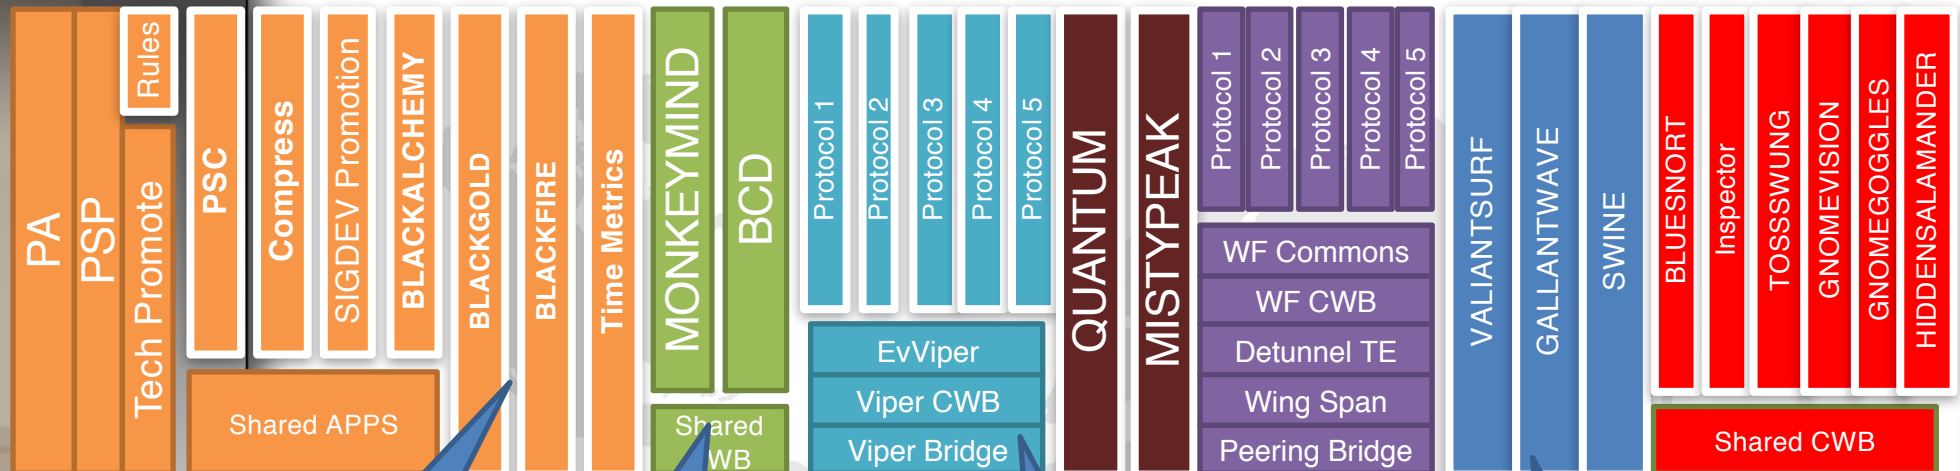 PA
PSP
Rules
Tech Promote
PSC
Compress
SIGDEV Promotion
BLACKALCHEMY
Shared APPS
BLACKGOLD
BLACKFIRE
Time Metrics
MONKEYMIND
BCD
Shared
WB
Protocol 1
Protocol 2
Protocol 3
Protocol 4
Protocol 5
EvViper
Viper CWB
Viper Bridge
QUANTUM
MISTYPEAK
Protocol 1
Protocol 2
Protocol 3
Protocol 4
Protocol 5
WF Commons
WF CWB
Detunnel TE
Wing Span
Peering Bridge
VALIANTSURF
GALLANTWAVE
SWINE
BLUESNORT
Inspector
TOSSSWUNG
GNOMEVISION
GNOMEGOGGLES
HIDDENSALAMANDER
Shared CWB